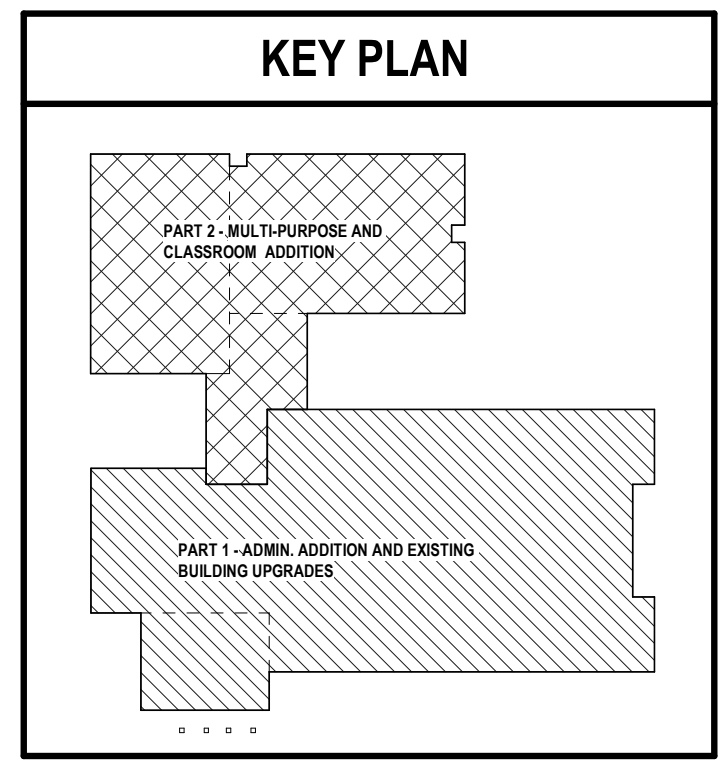 KEY PLAN
PART 2 - MULTI-PURPOSE AND
CLASSROOM ADDITION
PART 1 - ADMIN. ADDITION AND EXISTING
BUILDING UPGRADES